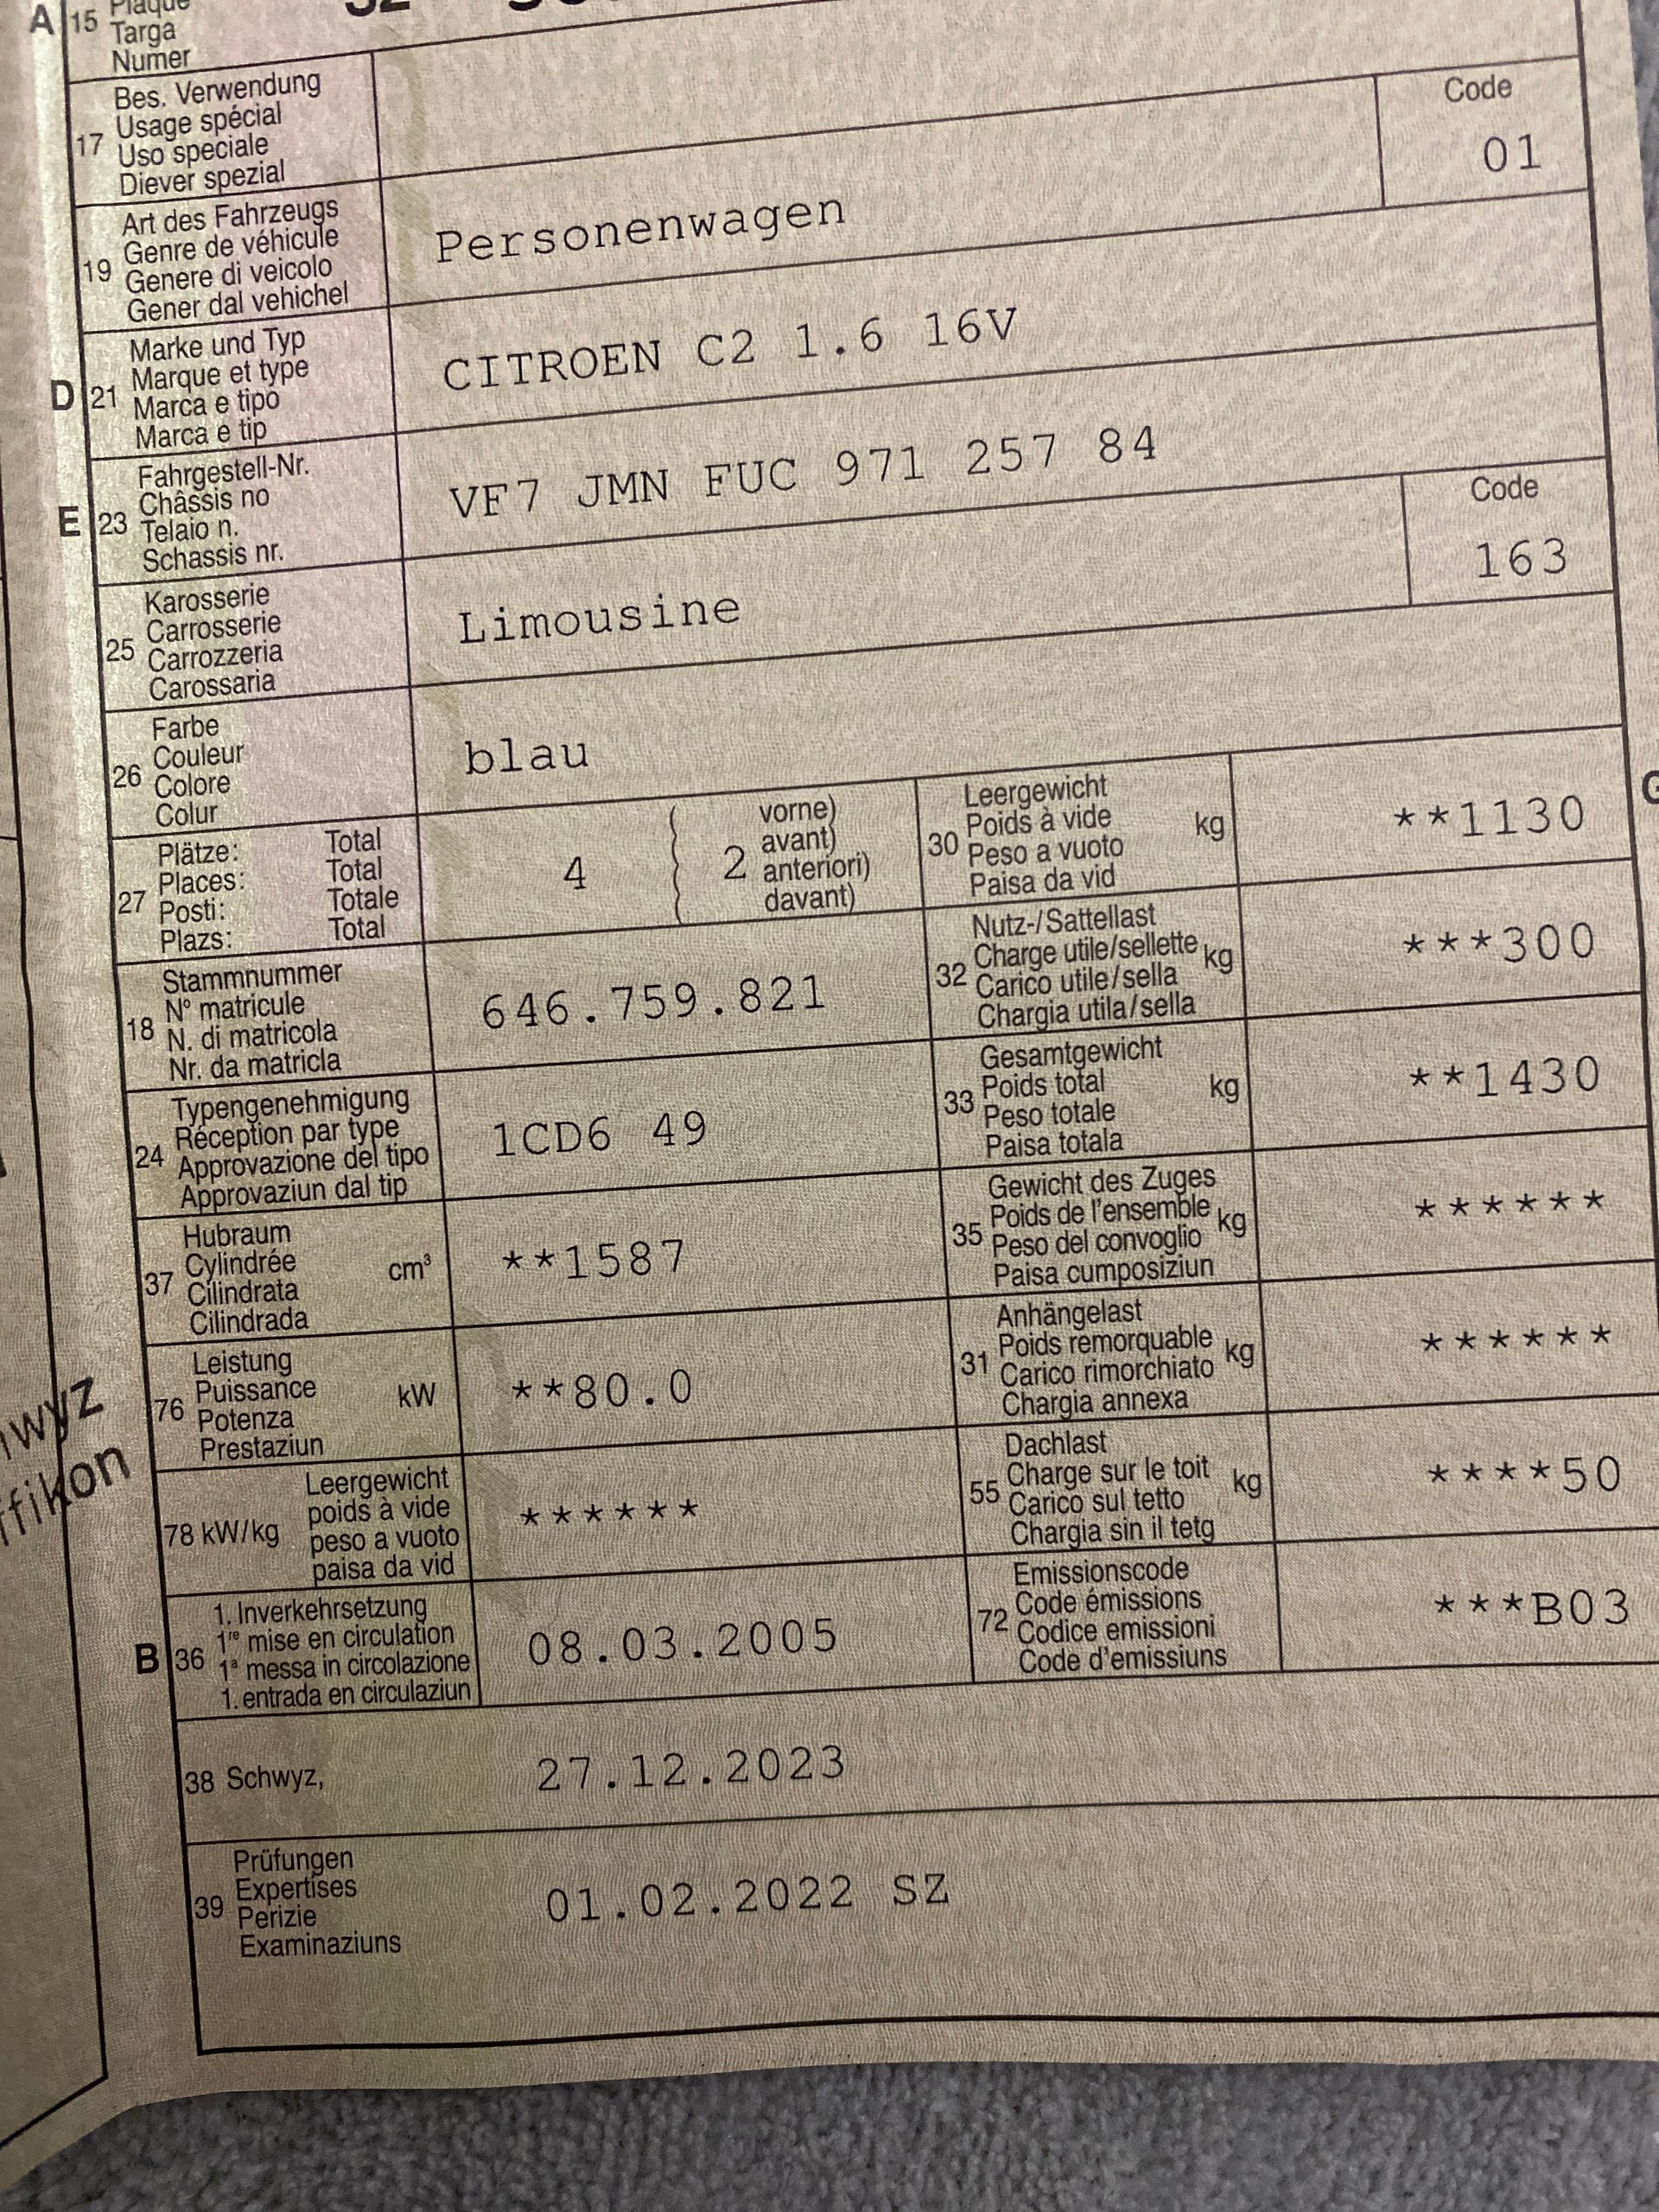 A 15 Plaque
Targa
Numer
17 Bes. Verwendung
Usage spécial
Uso speciale
Diever spezial
19 Art des Fahrzeugs
Genre de véhicule
Genere di veicolo
Gener dal vehichel
Personenwagen
Code
01
D 21 Marke und Typ
Marque et type
Marca e tipo
Marca e tip
CITROEN C2 1.6 16V
E 23 Fahrgestell-Nr.
Châssis no
Telaio n.
Schassis nr.
VF7 JMN FUC 971 257 84
25 Karosserie
Carrosserie
Carrozzeria
Carossaria
Limousine
Code
163
26 Farbe
Couleur
Colore
Colur
blau
27 Plätze: Total
Places: Total
Posti: Totale
Plazs: Total
4
2 vorne)
avant)
anteriori)
davant)
30 Leergewicht
Poids à vide kg
Peso a vuoto
Paisa da vid
**1130
G
18 Stammnummer
N° matricule
N. di matricola
Nr. da matricla
646.759.821
32 Nutz-/Sattellast
Charge utile/sellette kg
Carico utile/sella
Chargia utila/sella
***300
24 Typengenehmigung
Réception par type
Approvazione del tipo
Approvaziun dal tip
1CD6 49
33 Gesamtgewicht
Poids total kg
Peso totale
Paisa totala
**1430
37 Hubraum
Cylindrée cm³
Cilindrata
Cilindrada
**1587
35 Gewicht des Zuges
Poids de l'ensemble kg
Peso del convoglio
Paisa cumposiziun
******
76 Leistung
Puissance kW
Potenza
Prestaziun
**80.0
31 Anhängelast
Poids remorquable kg
Carico rimorchiato
Chargia annexa
******
78 kW/kg Leergewicht
poids à vide
peso a vuoto
paisa da vid
******
55 Dachlast
Charge sur le toit kg
Carico sul tetto
Chargia sin il tetg
****50
B 36 1. Inverkehrsetzung
1re mise en circulation
1a messa in circolazione
1. entrada en circulaziun
08.03.2005
72 Emissionscode
Code émissions
Codice emissioni
Code d'emissiuns
***B03
38 Schwyz, 27.12.2023
39 Prüfungen
Expertises
Perizie
Examinaziuns
01.02.2022 SZ